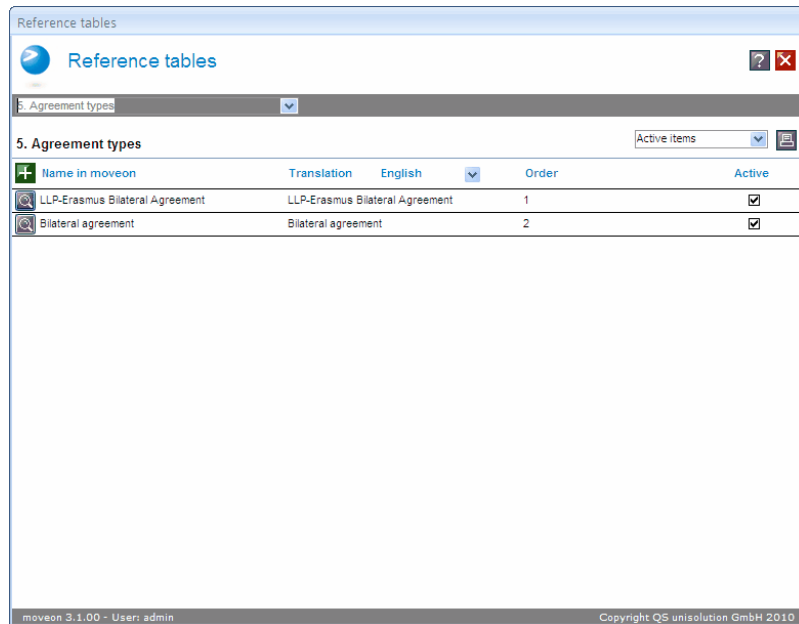 Reference tables
Reference tables
5. Agreement types
5. Agreement types
Active items
Name in moveon Translation English Order Active
LLP-Erasmus Bilateral Agreement LLP-Erasmus Bilateral Agreement 1
Bilateral agreement Bilateral agreement 2
moveon 3.1.00 - User: admin Copyright QS unisolution GmbH 2010